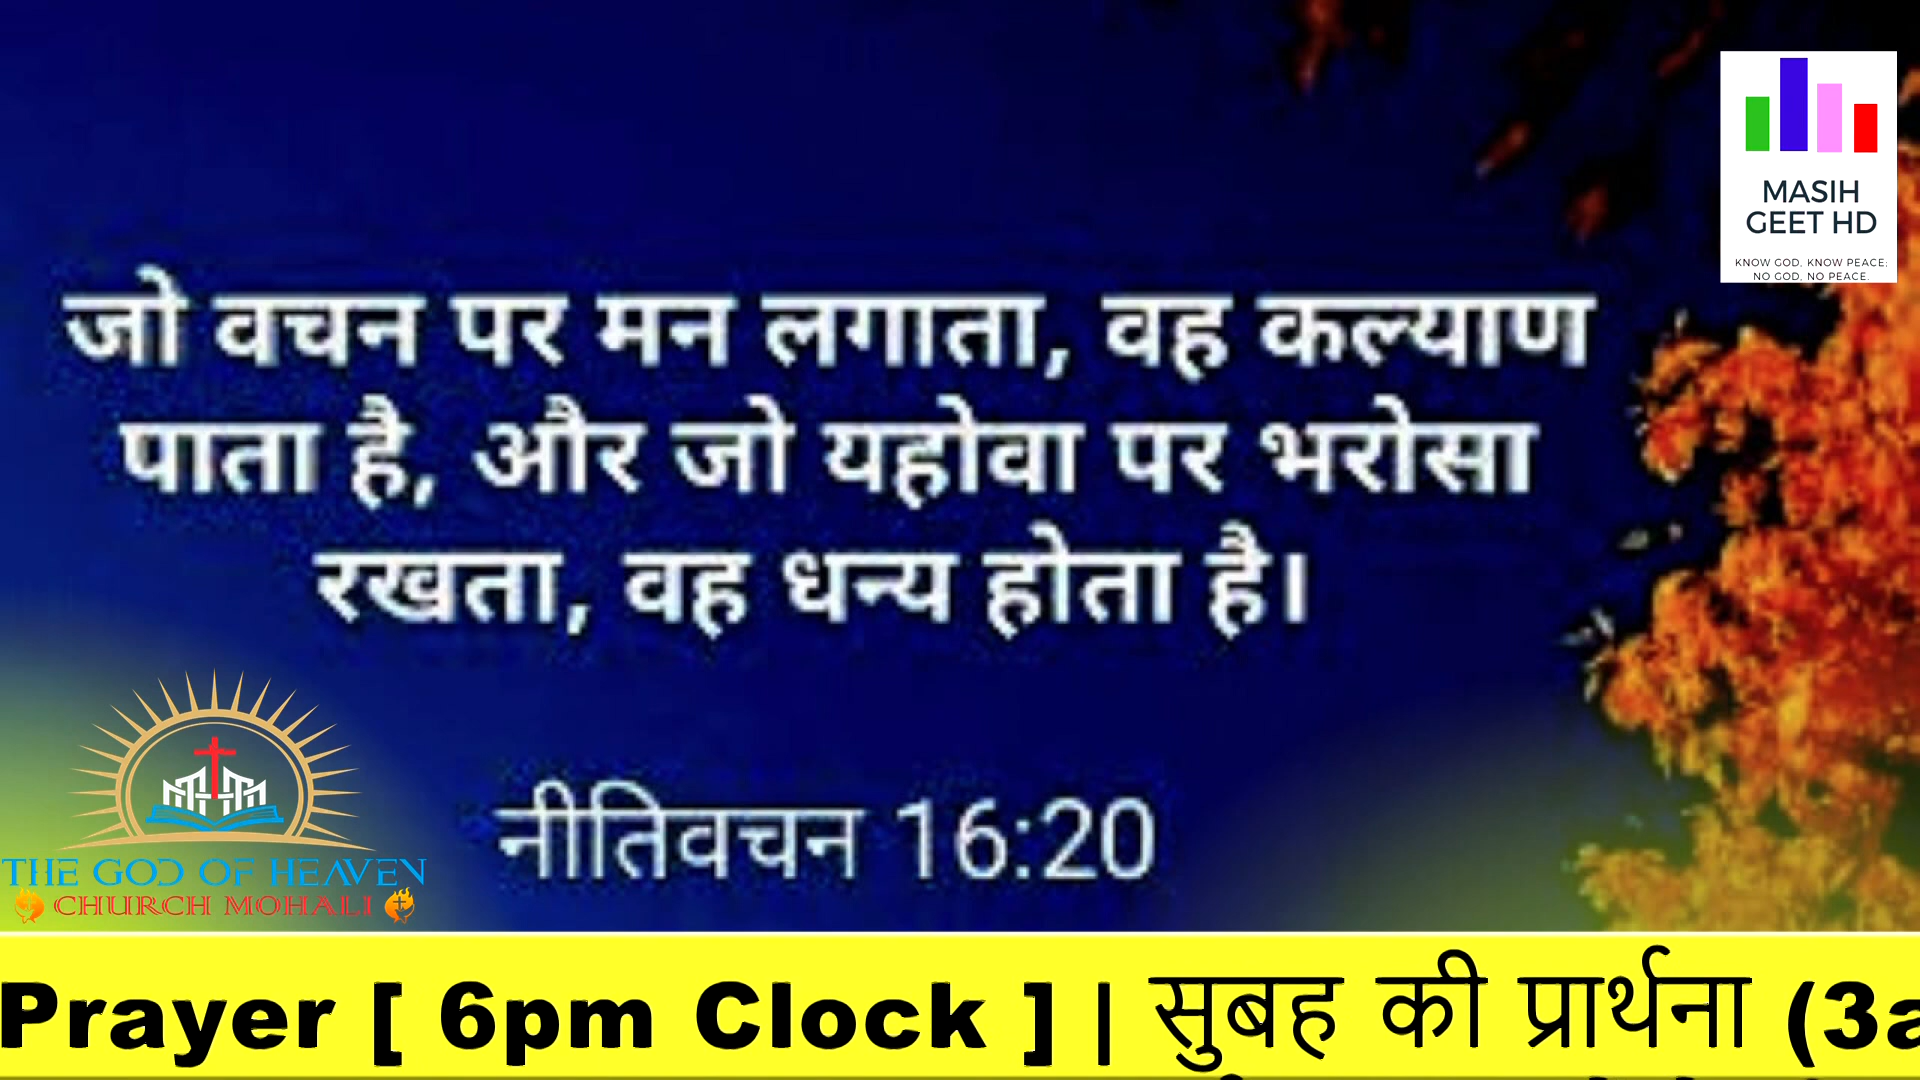 MASIH
GEET HD
KNOW GOD, KNOW PEACE;
NO GOD, NO PEACE.
जो वचन पर मन लगाता, वह कल्याण
पाता है, और जो यहोवा पर भरोसा
रखता, वह धन्य होता है।
नीतिवचन 16:20
THE GOD OF HEAVEN
CHURCH MOHALI
Prayer [ 6pm Clock ] | सुबह की प्रार्थना (3a